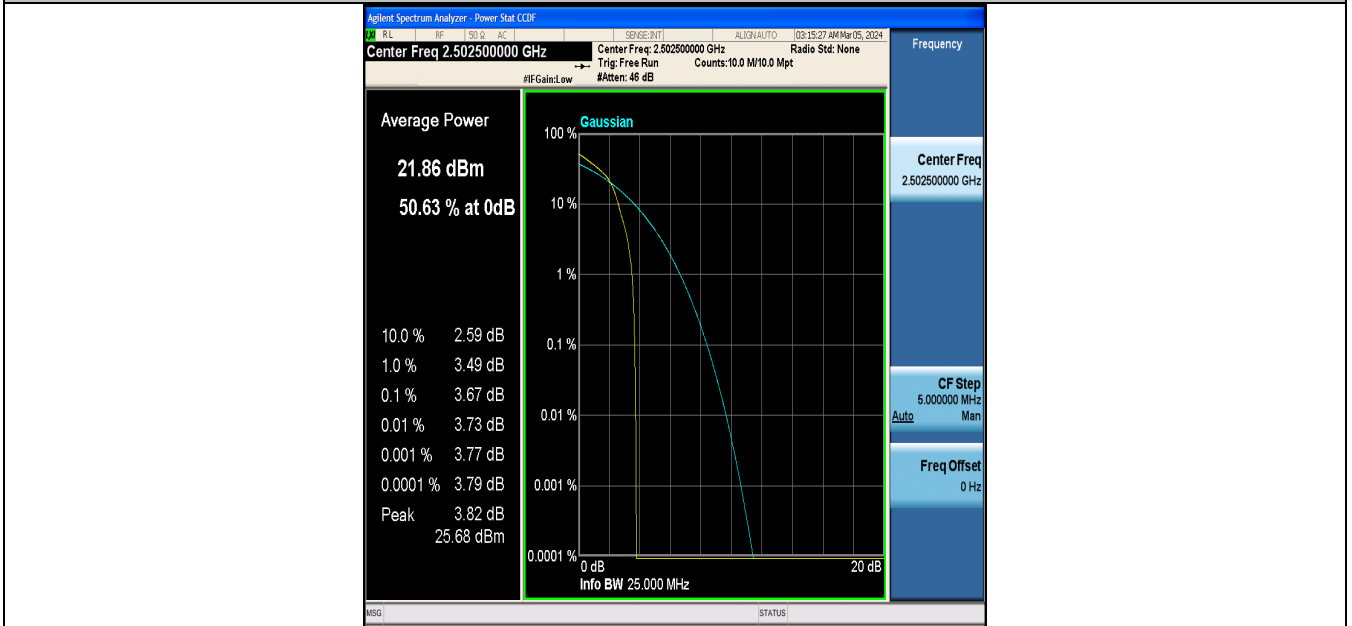 Agilent Spectrum Analyzer - Power Stat CCDF
LXI RL RF 50 Ω AC SENSE:INT ALIGN AUTO 03:15:27 AM Mar 05, 2024
Center Freq 2.502500000 GHz
Center Freq: 2.502500000 GHz Radio Std: None
Trig: Free Run Counts:10.0 M/10.0 Mpt
#IFGain:Low #Atten: 46 dB
Frequency
Average Power
21.86 dBm
50.63 % at 0dB
10.0 % 2.59 dB
1.0 % 3.49 dB
0.1 % 3.67 dB
0.01 % 3.73 dB
0.001 % 3.77 dB
0.0001 % 3.79 dB
Peak 3.82 dB
25.68 dBm
Gaussian
100 %
10 %
1 %
0.1 %
0.01 %
0.001 %
0.0001 %
0 dB 20 dB
Info BW 25.000 MHz
Center Freq
2.502500000 GHz
CF Step
5.000000 MHz
Auto Man
Freq Offset
0 Hz
MSG STATUS